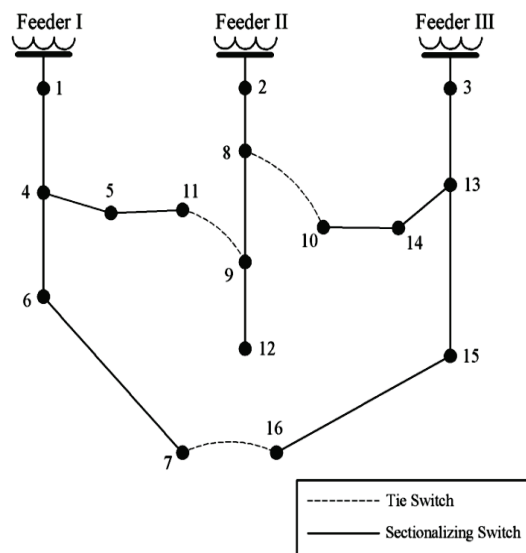 Feeder I Feeder II Feeder III
1 2 3
8
4 5 11 13
10 14
9
6
12 15
16
7
Tie Switch
Sectionalizing Switch